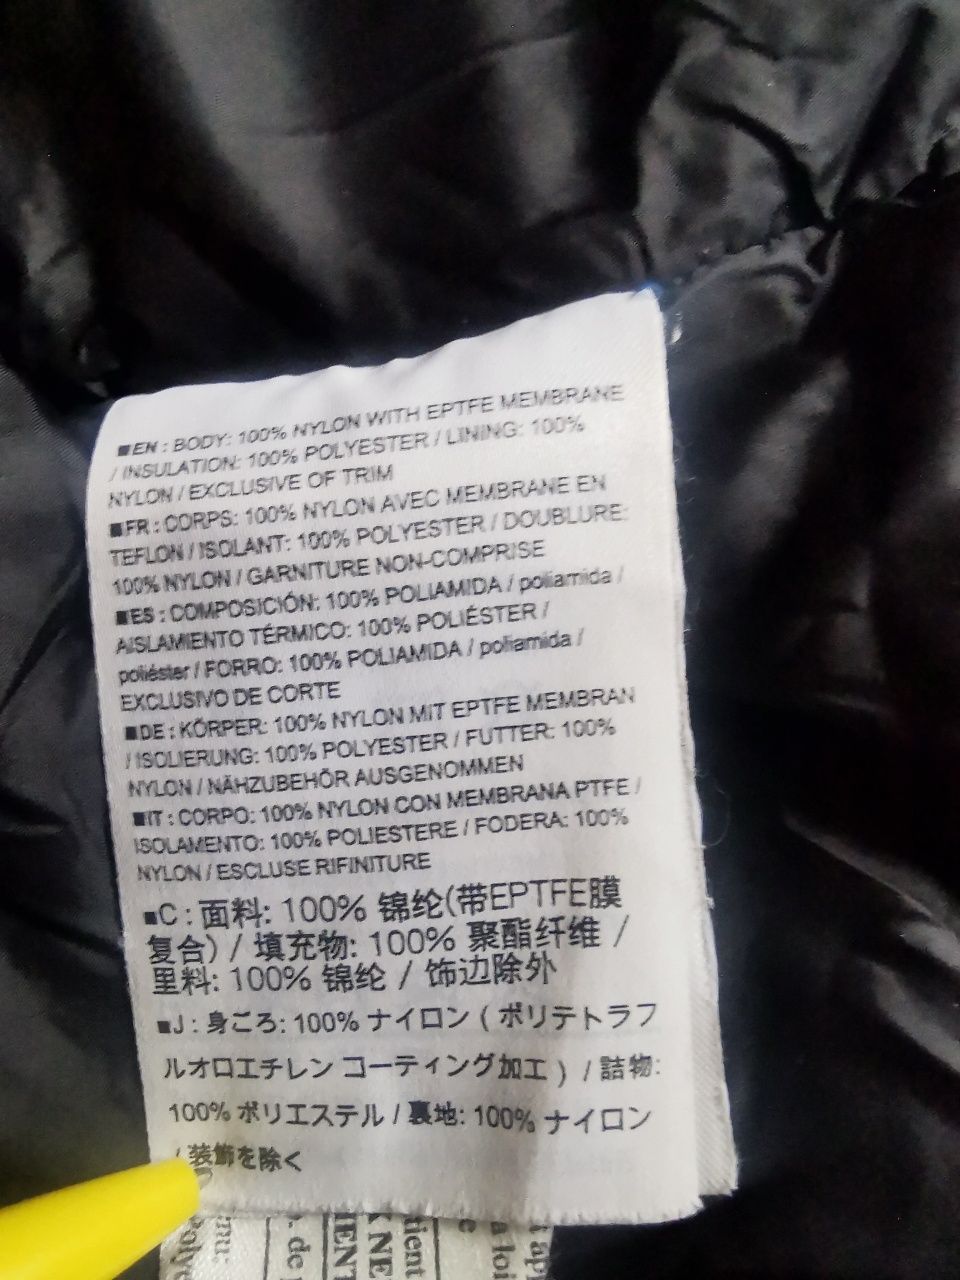 ■EN : BODY: 100% NYLON WITH EPTFE MEMBRANE
/ INSULATION: 100% POLYESTER / LINING: 100%
NYLON / EXCLUSIVE OF TRIM
■FR : CORPS: 100% NYLON AVEC MEMBRANE EN
TEFLON / ISOLANT: 100% POLYESTER / DOUBLURE:
100% NYLON / GARNITURE NON-COMPRISE
■ES : COMPOSICIÓN: 100% POLIAMIDA / poliamida /
AISLAMIENTO TÉRMICO: 100% POLIÉSTER /
poliéster / FORRO: 100% POLIAMIDA / poliamida /
EXCLUSIVO DE CORTE
■DE : KÖRPER: 100% NYLON MIT EPTFE MEMBRAN
/ ISOLIERUNG: 100% POLYESTER / FUTTER: 100%
NYLON / NÄHZUBEHÖR AUSGENOMMEN
■IT : CORPO: 100% NYLON CON MEMBRANA PTFE /
ISOLAMENTO: 100% POLIESTERE / FODERA: 100%
NYLON / ESCLUSE RIFINITURE
■C : 面料: 100% 锦纶(带EPTFE膜
复合) / 填充物: 100% 聚酯纤维 /
里料: 100% 锦纶 / 饰边除外
■J : 身ごろ: 100% ナイロン ( ポリテトラフ
ルオロエチレン コーティング加工 ) / 詰物:
100% ポリエステル / 裏地: 100% ナイロン
/ 装飾を除く